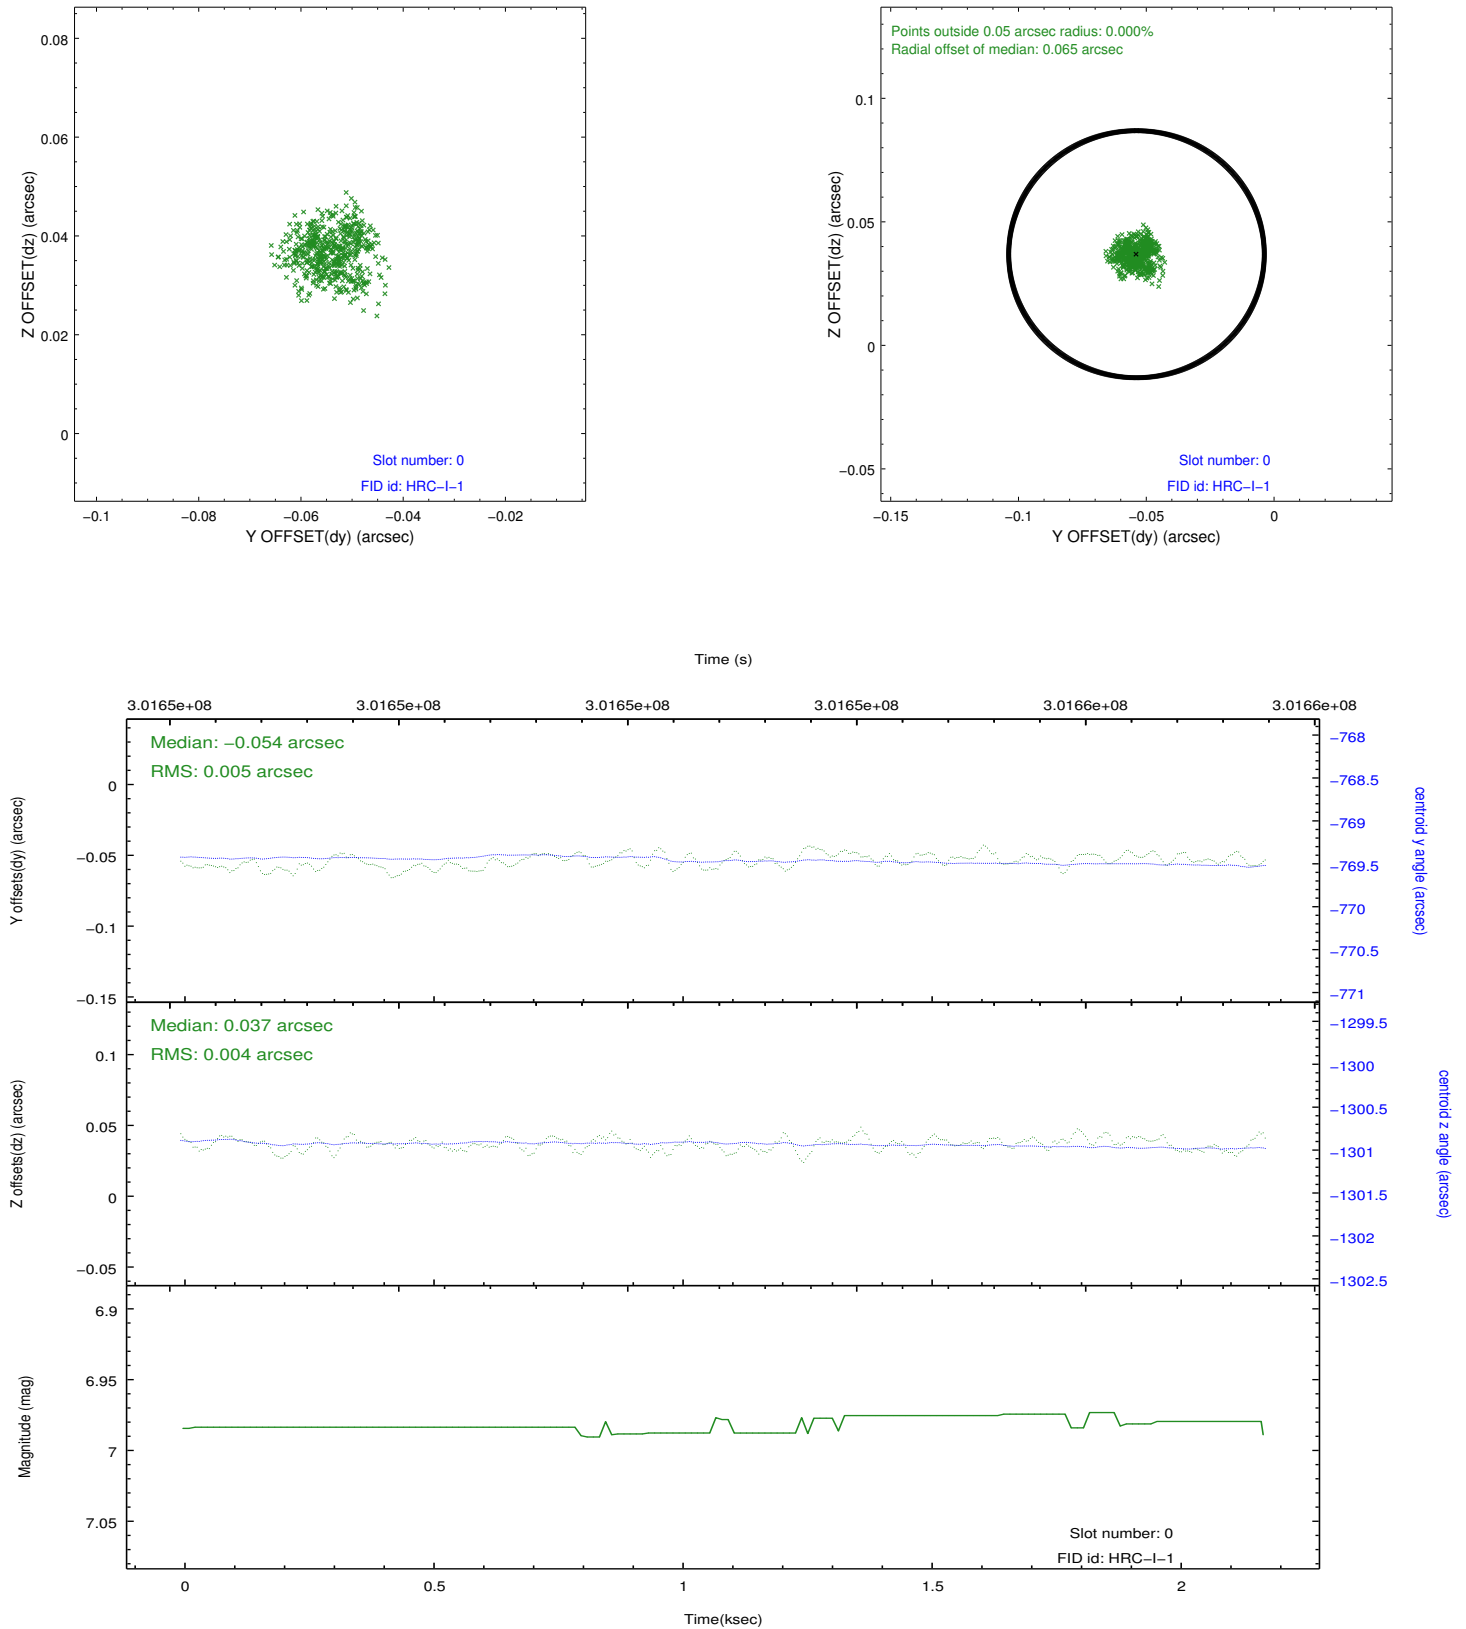 0.08
0.06
0.04
0.02
0
Z OFFSET(dz) (arcsec)
Slot number: 0
FID id: HRC−I−1
−0.1
−0.08
−0.06
−0.04
−0.02
Y OFFSET(dy) (arcsec)
Points outside 0.05 arcsec radius: 0.000%
Radial offset of median: 0.065 arcsec
0.1
0.05
0
−0.05
Z OFFSET(dz) (arcsec)
Slot number: 0
FID id: HRC−I−1
−0.15
−0.1
−0.05
0
Y OFFSET(dy) (arcsec)
Time (s)
3.0165e+08
3.0165e+08
3.0165e+08
3.0165e+08
3.0166e+08
3.0166e+08
Median: −0.054 arcsec
RMS: 0.005 arcsec
0
−0.05
−0.1
−0.15
Y offsets(dy) (arcsec)
−768
−768.5
−769
−769.5
−770
−770.5
−771
centroid y angle (arcsec)
Median: 0.037 arcsec
RMS: 0.004 arcsec
0.1
0.05
0
−0.05
Z offsets(dz) (arcsec)
−1299.5
−1300
−1300.5
−1301
−1301.5
−1302
−1302.5
centroid z angle (arcsec)
6.9
6.95
7
7.05
Magnitude (mag)
Slot number: 0
FID id: HRC−I−1
0
0.5
1
1.5
2
Time(ksec)